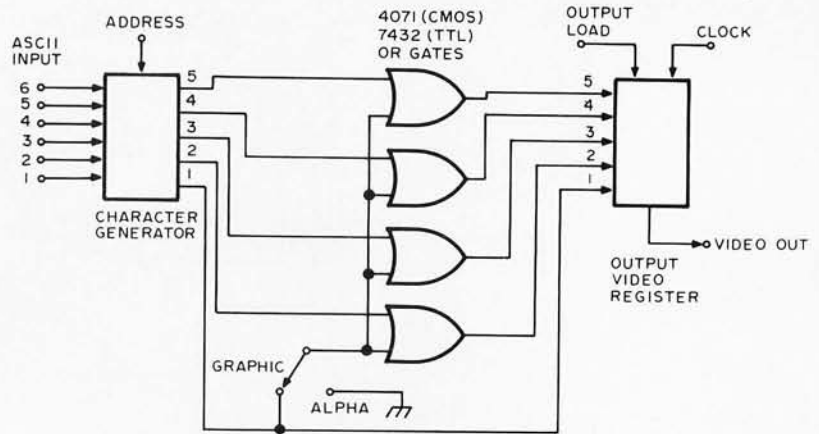 4071 (CMOS)
7432 (TTL)
OR GATES
OUTPUT
LOAD
CLOCK
ADDRESS
ASCII
INPUT
6
5
4
3
2
1
5
4
3
2
1
CHARACTER
GENERATOR
5
4
3
2
1
VIDEO OUT
OUTPUT
VIDEO
REGISTER
GRAPHIC
ALPHA